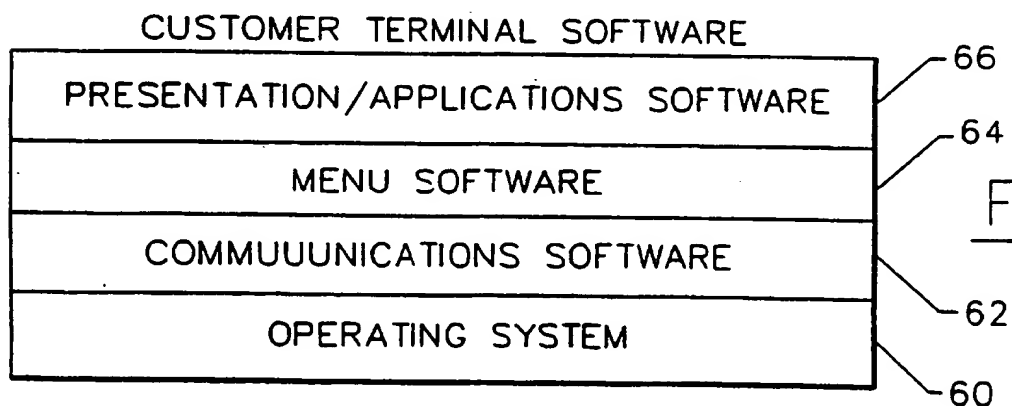 CUSTOMER TERMINAL SOFTWARE
PRESENTATION/APPLICATIONS SOFTWARE
66
MENU SOFTWARE
64
F
COMMUUUNICATIONS SOFTWARE
62
OPERATING SYSTEM
60